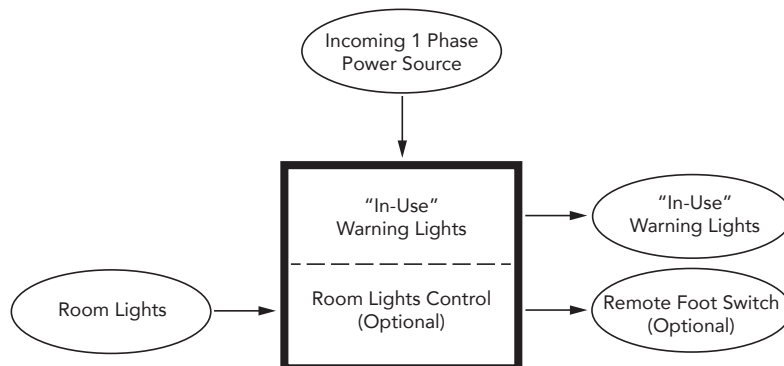 Incoming 1 Phase
Power Source
“In-Use”
Warning Lights
“In-Use”
Warning Lights
Room Lights
Room Lights Control
(Optional)
Remote Foot Switch
(Optional)